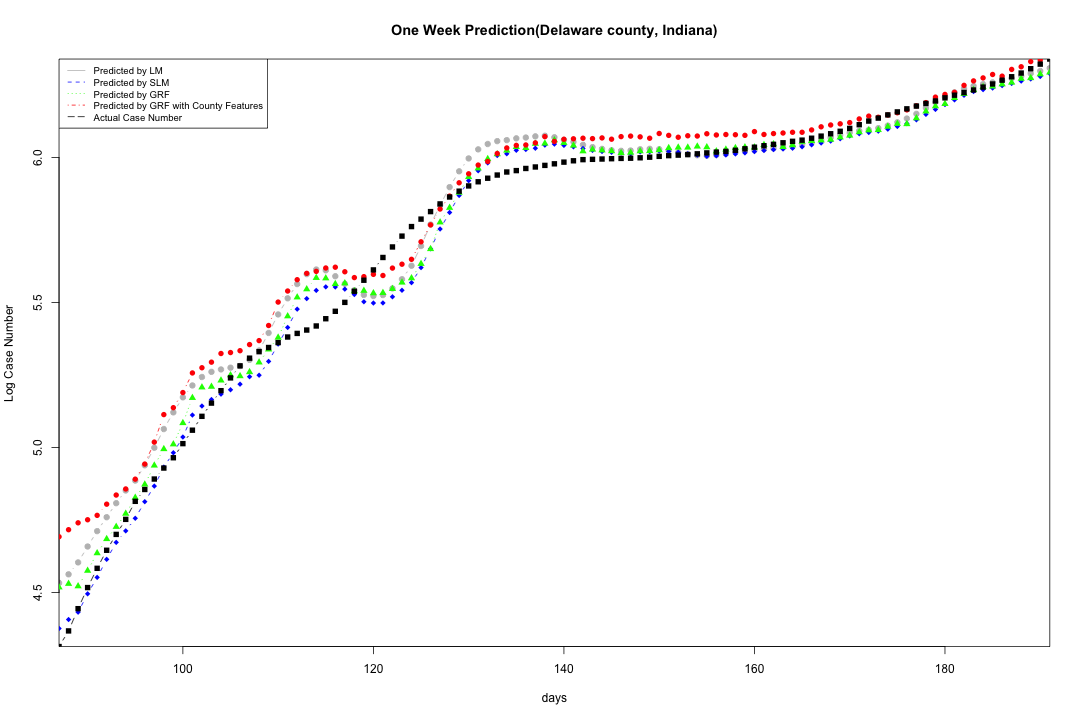 One Week Prediction(Delaware county, Indiana)
Predicted by LM
Predicted by SLM
Predicted by GRF
Predicted by GRF with County Features
Actual Case Number
Log Case Number
6.0
5.5
5.0
4.5
100 120 140 160 180
days